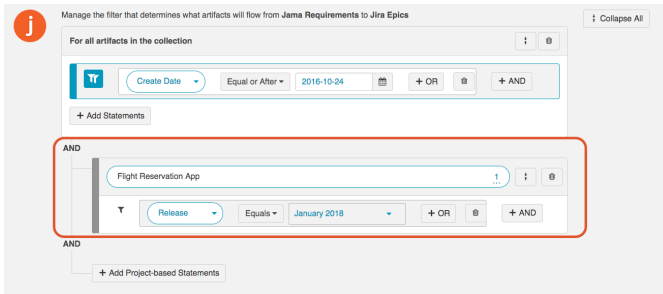 j
Manage the filter that determines what artifacts will flow from Jama Requirements to Jira Epics
Collapse All
For all artifacts in the collection
Create Date Equal or After 2016-10-24 + OR + AND
+ Add Statements
AND
Flight Reservation App 1
Release Equals January 2018 + OR + AND
AND
+ Add Project-based Statements